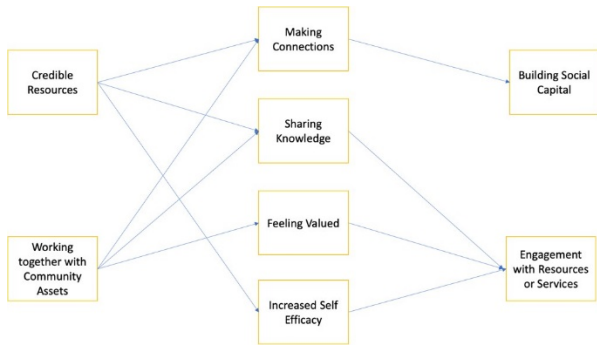 Credible
Resources
Working
together with
Community
Assets
Making
Connections
Sharing
Knowledge
Feeling Valued
Increased Self
Efficacy
Building Social
Capital
Engagement
with Resources
or Services